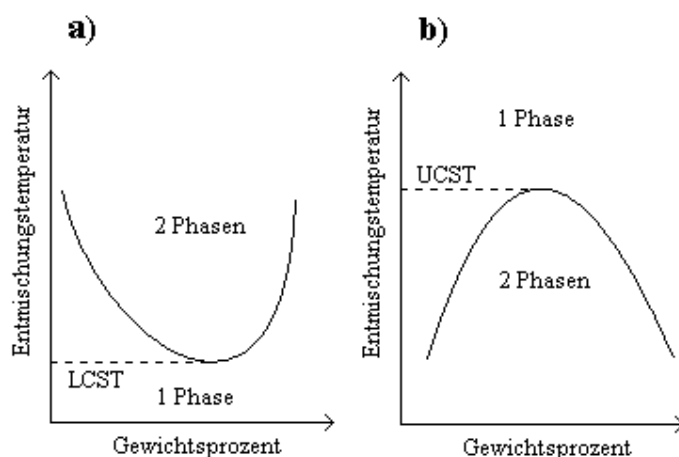 a)
Entmischungstemperatur
2 Phasen
LCST
1 Phase
Gewichtsprozent
b)
Entmischungstemperatur
1 Phase
UCST
2 Phasen
Gewichtsprozent